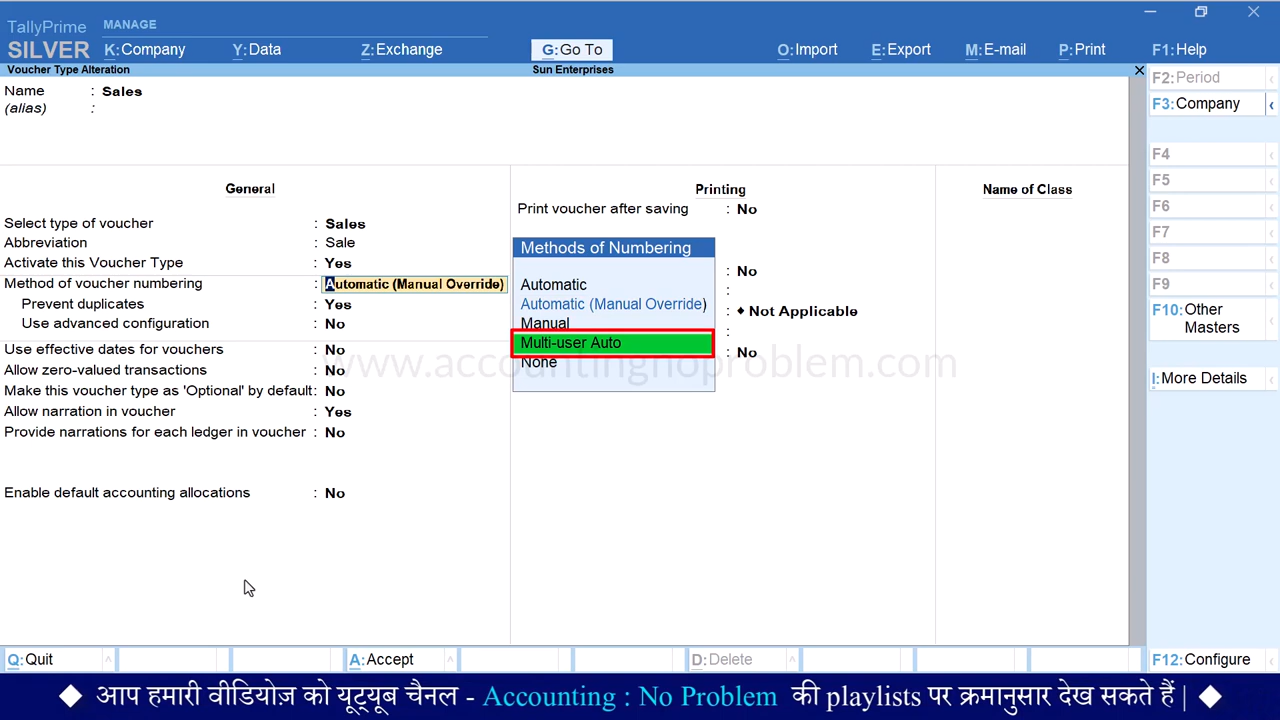 TallyPrime MANAGE
SILVER K:Company Y:Data Z:Exchange G:Go To O:Import E:Export M:E-mail P:Print F1:Help
Voucher Type Alteration Sun Enterprises
Name : Sales
(alias) :
General
Select type of voucher : Sales
Abbreviation : Sale
Activate this Voucher Type : Yes
Method of voucher numbering : Automatic (Manual Override)
Prevent duplicates : Yes
Use advanced configuration : No
Use effective dates for vouchers : No
Allow zero-valued transactions : No
Make this voucher type as 'Optional' by default : No
Allow narration in voucher : Yes
Provide narrations for each ledger in voucher : No
Enable default accounting allocations : No
Printing
Print voucher after saving : No
: No
:
: ♦ Not Applicable
:
: No
Methods of Numbering
Automatic
Automatic (Manual Override)
Manual
Multi-user Auto
None
Name of Class
www.accountingnoproblem.com
F2:Period
F3:Company
F4
F5
F6
F7
F8
F9
F10:Other
Masters
I:More Details
Q:Quit A:Accept D:Delete F12:Configure
◆ आप हमारी वीडियोज़ को यूट्यूब चैनल - Accounting : No Problem की playlists पर क्रमानुसार देख सकते हैं | ◆